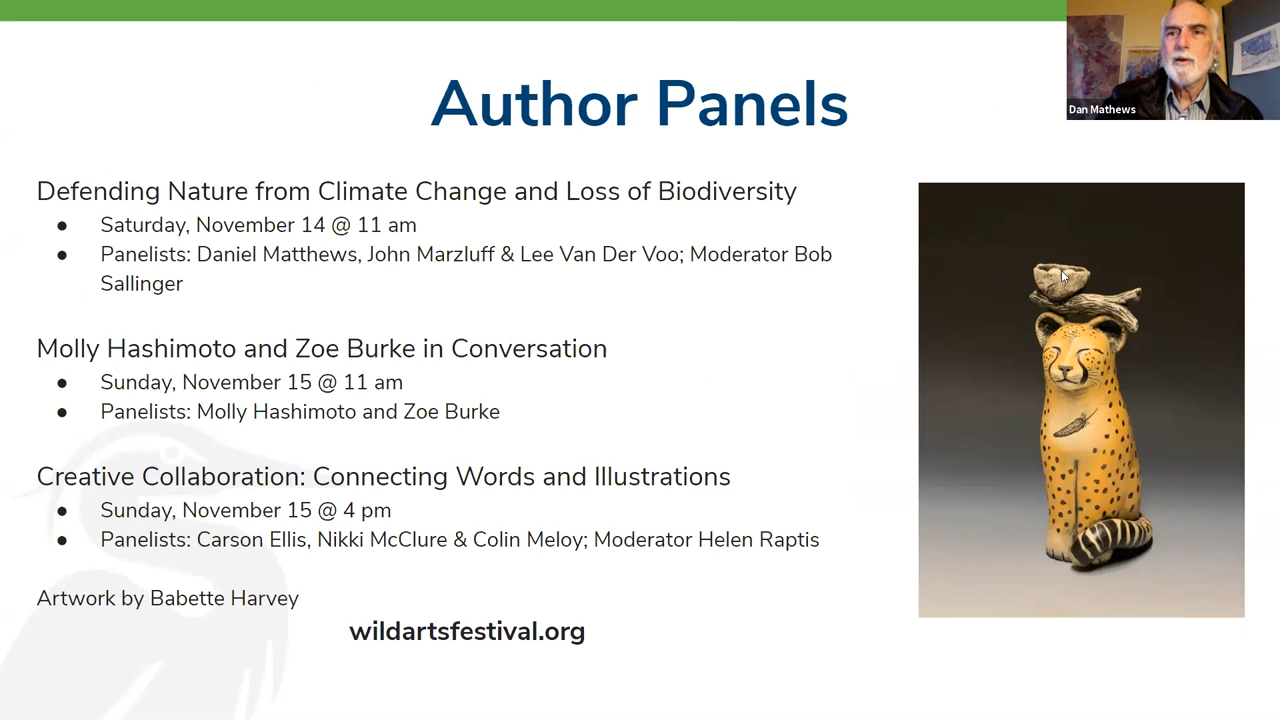 Author Panels
Dan Mathews
Defending Nature from Climate Change and Loss of Biodiversity
● Saturday, November 14 @ 11 am
● Panelists: Daniel Matthews, John Marzluff & Lee Van Der Voo; Moderator Bob
Sallinger
Molly Hashimoto and Zoe Burke in Conversation
● Sunday, November 15 @ 11 am
● Panelists: Molly Hashimoto and Zoe Burke
Creative Collaboration: Connecting Words and Illustrations
● Sunday, November 15 @ 4 pm
● Panelists: Carson Ellis, Nikki McClure & Colin Meloy; Moderator Helen Raptis
Artwork by Babette Harvey
wildartsfestival.org